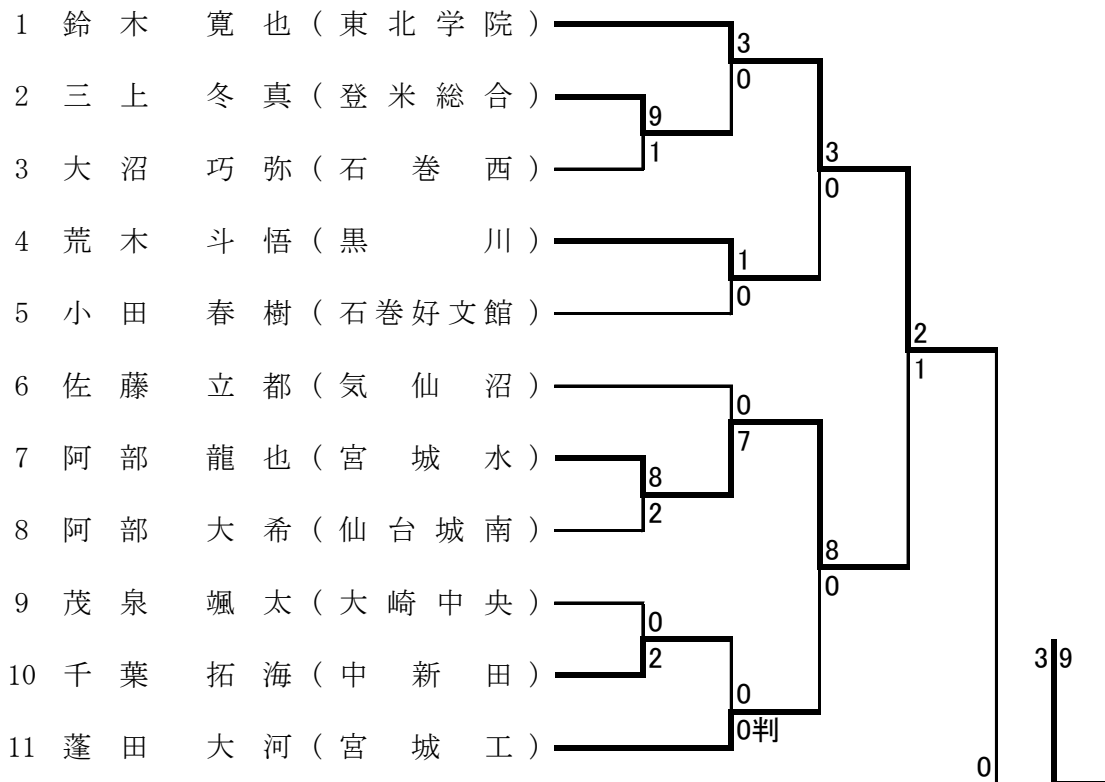 1 鈴木 寛也(東北学院)
3
0
2 三上 冬真(登米総合)
9
1
3 大沼 巧弥(石巻西)
3
0
4 荒木 斗悟(黒川)
1
0
5 小田 春樹(石巻好文館)
2
1
6 佐藤 立都(気仙沼)
0
7
7 阿部 龍也(宮城水)
8
2
8 阿部 大希(仙台城南)
8
0
9 茂泉 颯太(大崎中央)
0
2
3 9
10 千葉 拓海(中新田)
0
0判
11 蓬田 大河(宮城工)
0